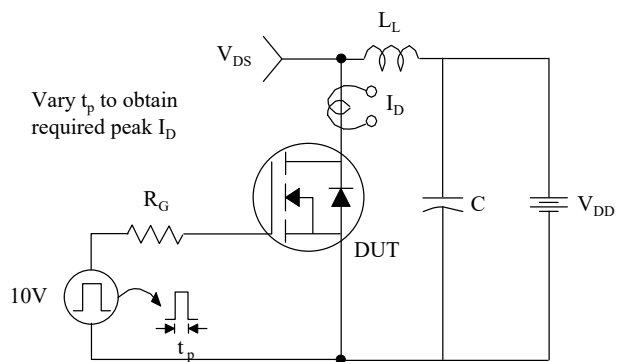 L_L
V_DS
Vary t_p to obtain
required peak I_D
I_D
R_G
C
V_DD
DUT
10V
t_p